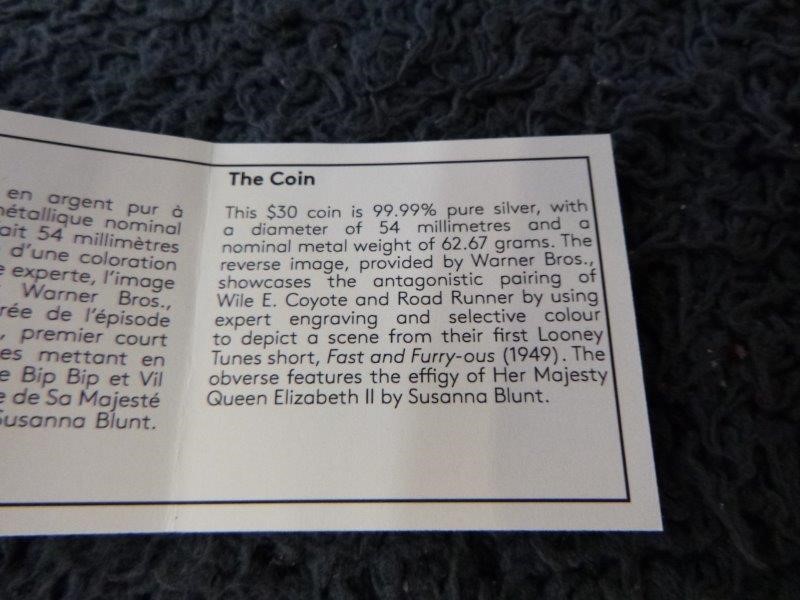 en argent pur à
métallique nominal
ait 54 millimètres
d'une coloration
experte, l'image
Warner Bros.,
rée de l'épisode
, premier court
es mettant en
e Bip Bip et Vil
e de Sa Majesté
Susanna Blunt.
The Coin
This $30 coin is 99.99% pure silver, with
a diameter of 54 millimetres and a
nominal metal weight of 62.67 grams. The
reverse image, provided by Warner Bros.,
showcases the antagonistic pairing of
Wile E. Coyote and Road Runner by using
expert engraving and selective colour
to depict a scene from their first Looney
Tunes short, Fast and Furry-ous (1949). The
obverse features the effigy of Her Majesty
Queen Elizabeth II by Susanna Blunt.